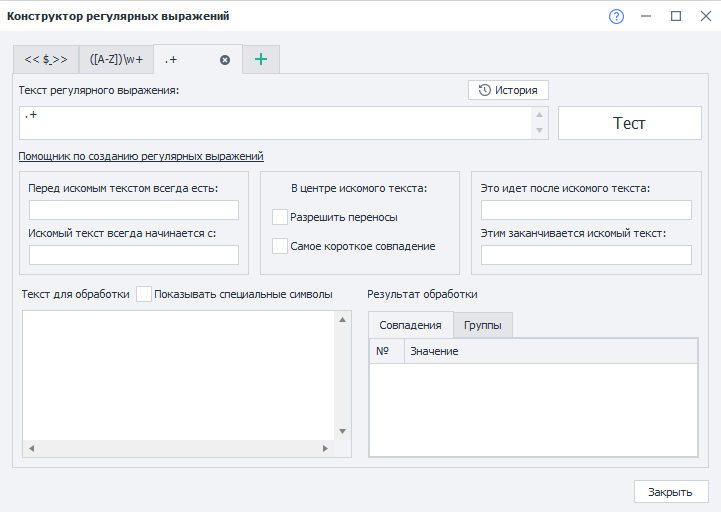 Конструктор регулярных выражений
<< $_>> ([A-Z])\w+ .+
Текст регулярного выражения: История
.+
Тест
Помощник по созданию регулярных выражений
Перед искомым текстом всегда есть: В центре искомого текста: Это идет после искомого текста:
Разрешить переносы
Искомый текст всегда начинается с: Этим заканчивается искомый текст:
Самое короткое совпадение
Текст для обработки Показывать специальные символы Результат обработки
Совпадения Группы
№ Значение
Закрыть